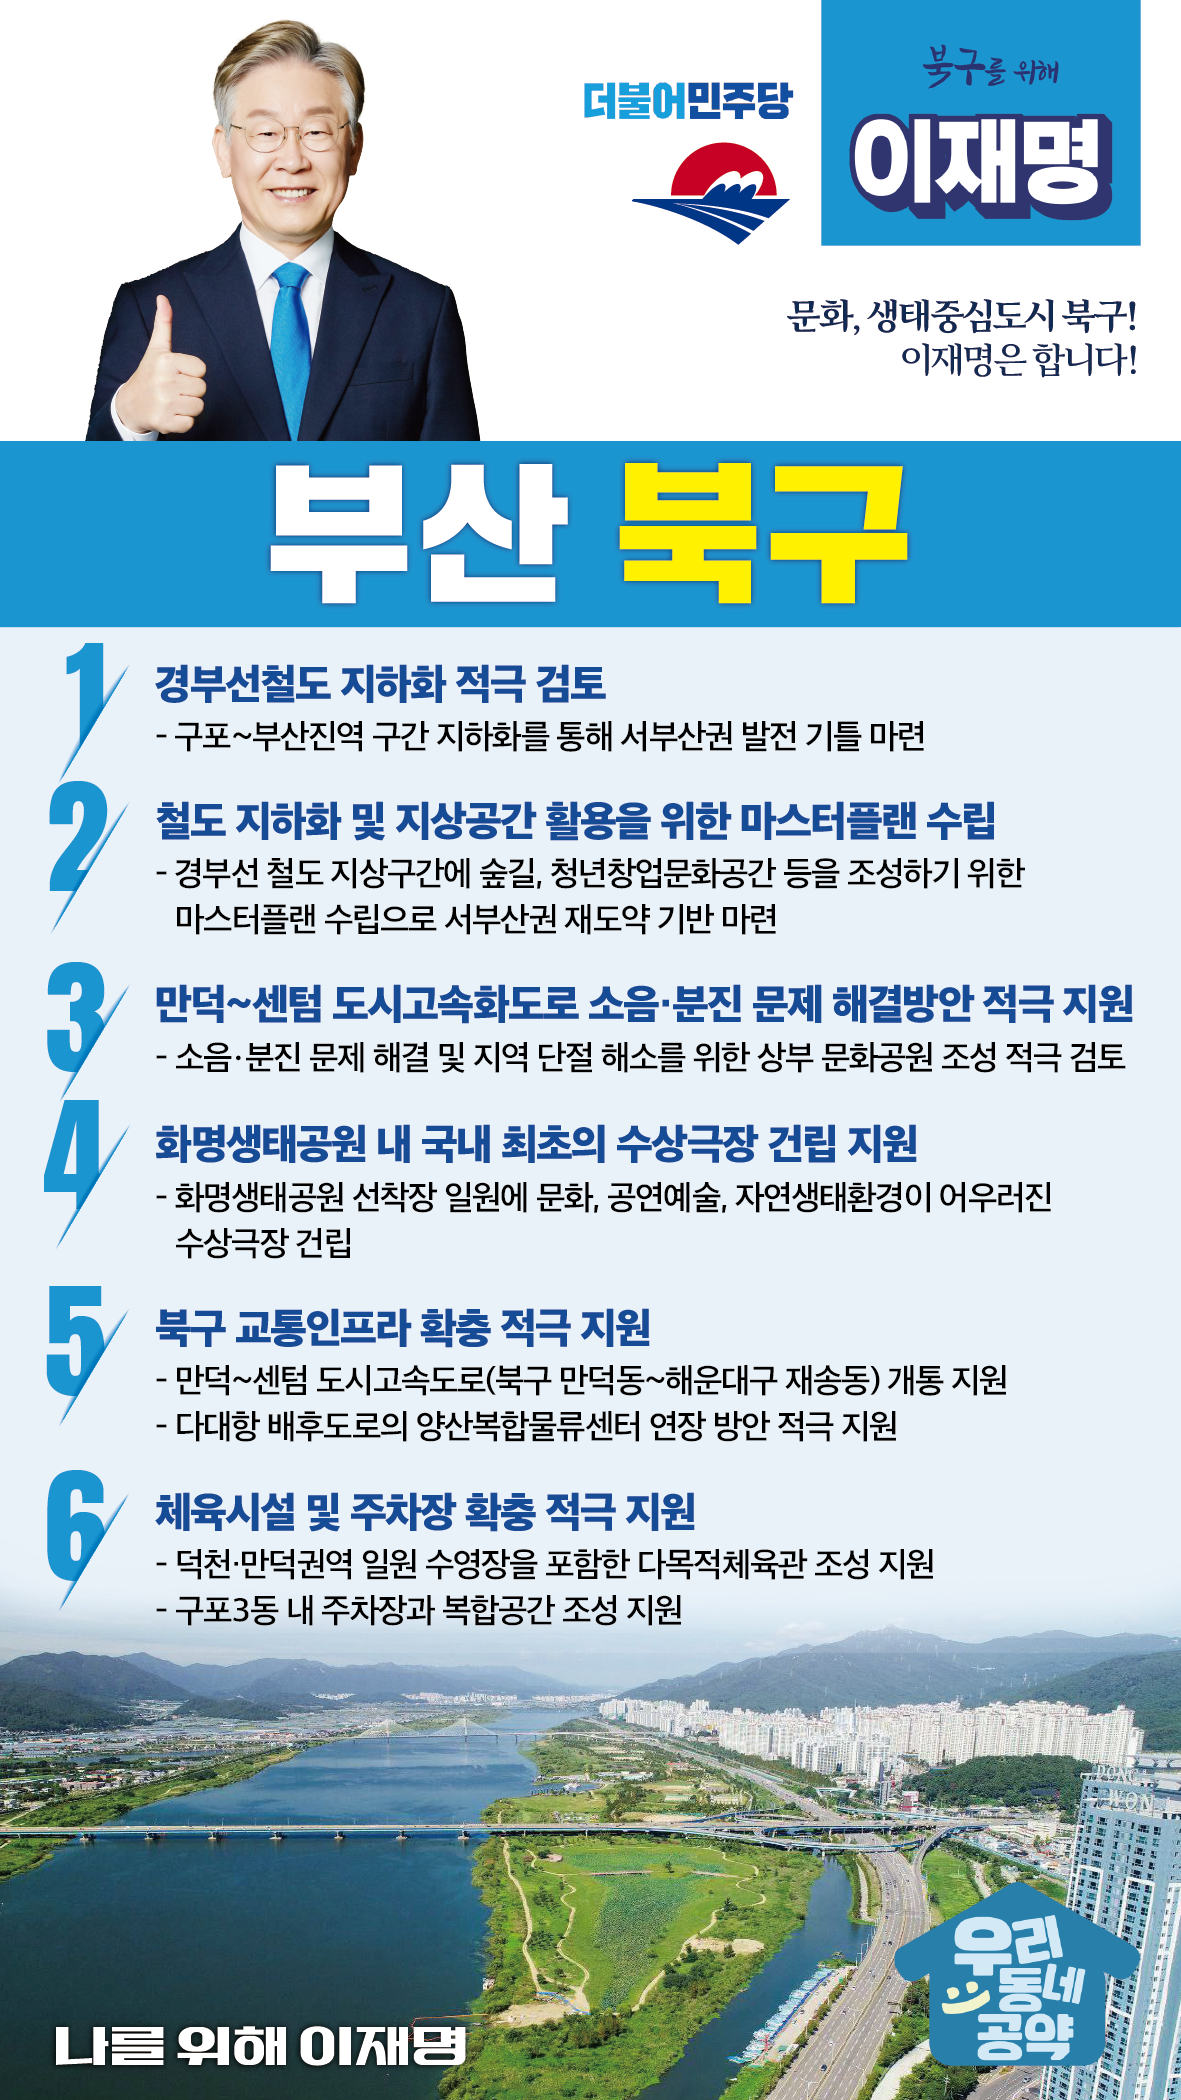 더불어민주당
북구를 위해
이재명
문화, 생태중심도시 북구!
이재명은 합니다!
부산 북구
1
경부선철도 지하화 적극 검토
- 구포~부산진역 구간 지하화를 통해 서부산권 발전 기틀 마련
2
철도 지하화 및 지상공간 활용을 위한 마스터플랜 수립
- 경부선 철도 지상구간에 숲길, 청년창업문화공간 등을 조성하기 위한
마스터플랜 수립으로 서부산권 재도약 기반 마련
3
만덕~센텀 도시고속화도로 소음·분진 문제 해결방안 적극 지원
- 소음·분진 문제 해결 및 지역 단절 해소를 위한 상부 문화공원 조성 적극 검토
4
화명생태공원 내 국내 최초의 수상극장 건립 지원
- 화명생태공원 선착장 일원에 문화, 공연예술, 자연생태환경이 어우러진
수상극장 건립
5
북구 교통인프라 확충 적극 지원
- 만덕~센텀 도시고속도로(북구 만덕동~해운대구 재송동) 개통 지원
- 다대항 배후도로의 양산복합물류센터 연장 방안 적극 지원
6
체육시설 및 주차장 확충 적극 지원
- 덕천·만덕권역 일원 수영장을 포함한 다목적체육관 조성 지원
- 구포3동 내 주차장과 복합공간 조성 지원
DONG
WON
우리
동네
공약
나를 위해 이재명